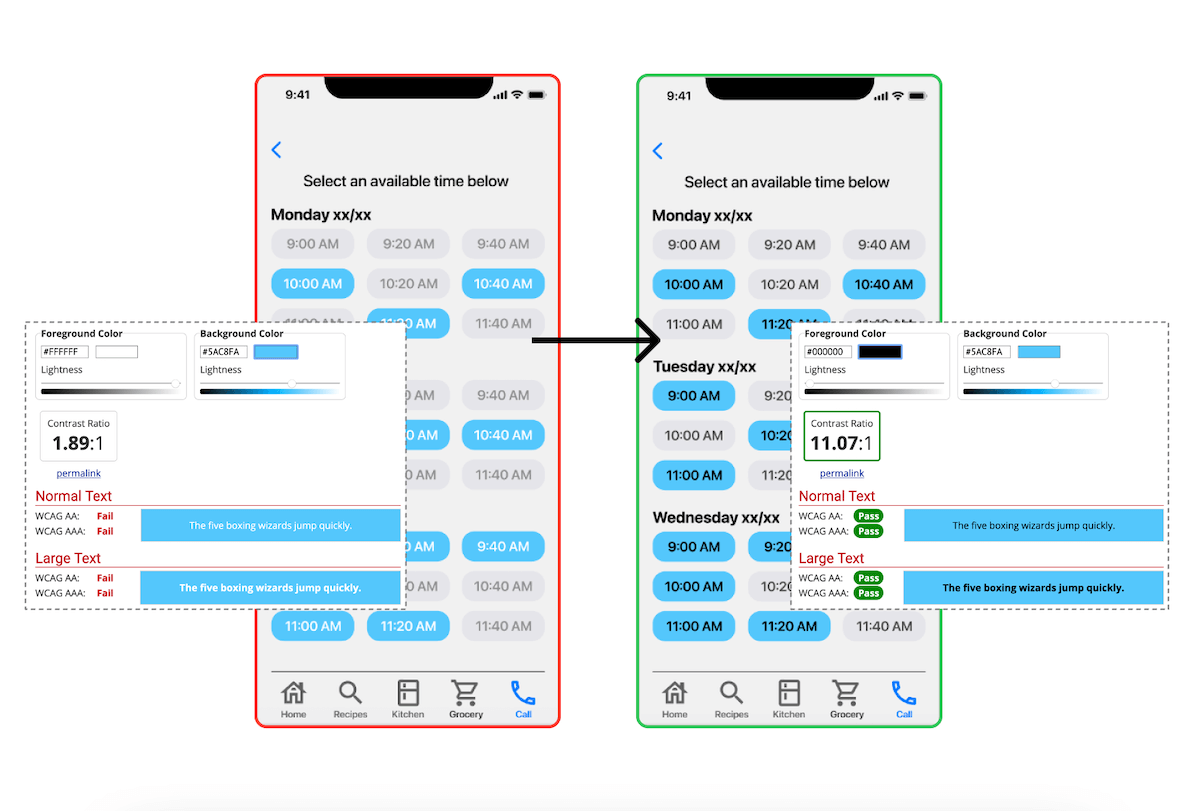 9:41
Select an available time below
Monday xx/xx
9:00 AM 9:20 AM 9:40 AM
10:00 AM 10:20 AM 10:40 AM
11:40 AM
AM
AM 10:40 AM
AM 11:40 AM
AM 9:40 AM
AM 10:40 AM
11:00 AM 11:20 AM 11:40 AM
Home Recipes Kitchen Grocery Call
Foreground Color Background Color
#FFFFFF #5AC8FA
Lightness Lightness
Contrast Ratio
1.89:1
permalink
Normal Text
WCAG AA: Fail
WCAG AAA: Fail
The five boxing wizards jump quickly.
Large Text
WCAG AA: Fail
WCAG AAA: Fail
The five boxing wizards jump quickly.
9:41
Select an available time below
Monday xx/xx
9:00 AM 9:20 AM 9:40 AM
10:00 AM 10:20 AM 10:40 AM
11:00 AM 11:20
Tuesday xx/xx
9:00 AM 9:20
10:00 AM 10:20
11:00 AM 11:20
Wednesday xx/xx
9:00 AM 9:20
10:00 AM 10:20
11:00 AM 11:20 AM 11:40 AM
Home Recipes Kitchen Grocery Call
Foreground Color Background Color
#000000 #5AC8FA
Lightness Lightness
Contrast Ratio
11.07:1
permalink
Normal Text
WCAG AA: Pass
WCAG AAA: Pass
The five boxing wizards jump quickly.
Large Text
WCAG AA: Pass
WCAG AAA: Pass
The five boxing wizards jump quickly.